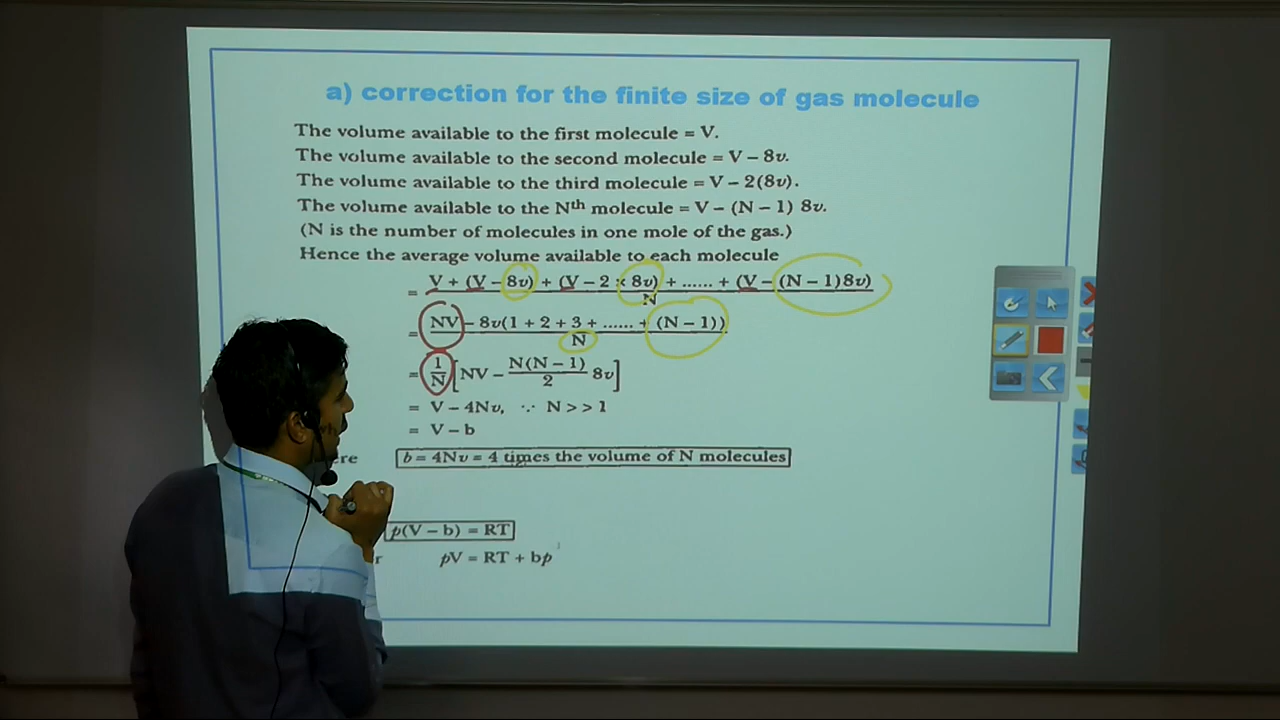 a) correction for the finite size of gas molecule
The volume available to the first molecule = V.
The volume available to the second molecule = V – 8v.
The volume available to the third molecule = V – 2(8v).
The volume available to the Nth molecule = V – (N – 1) 8v.
(N is the number of molecules in one mole of the gas.)
Hence the average volume available to each molecule
= V + (V – 8v) + (V – 2 × 8v) + ...... + (V – (N – 1)8v)
N
= NV – 8v(1 + 2 + 3 + ...... + (N – 1))
N
= 1/N [NV – N(N – 1)/2 8v]
= V – 4Nv, ∵ N >> 1
= V – b
ere b = 4Nv = 4 times the volume of N molecules
p(V – b) = RT
r pV = RT + bp